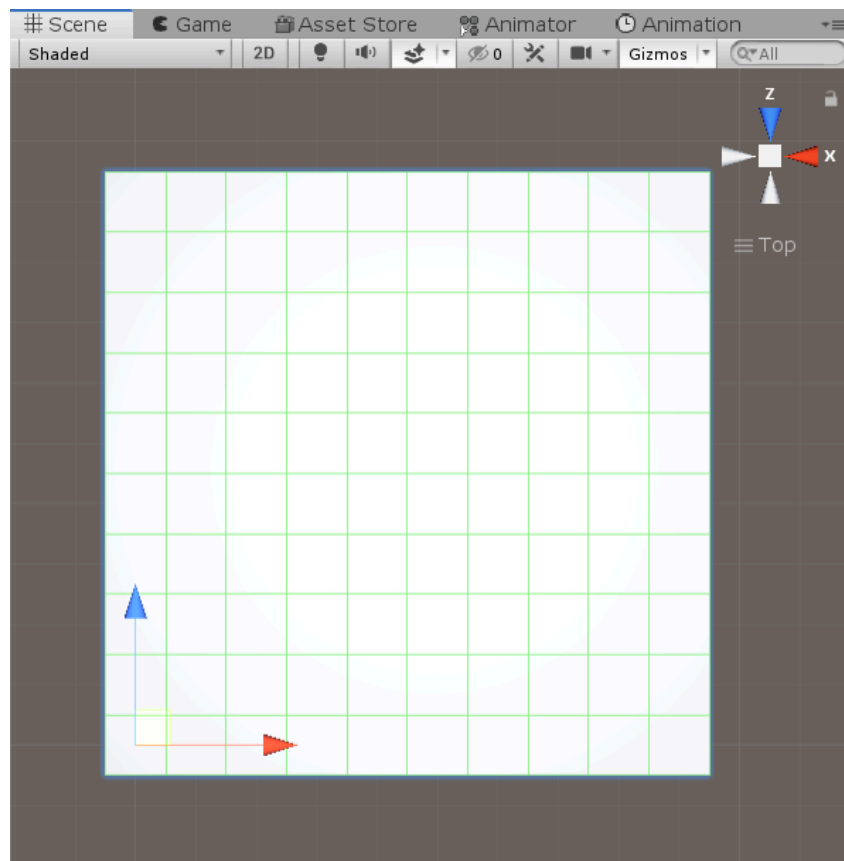 Scene Game Asset Store Animator Animation
Shaded 2D 0 Gizmos All
Z
X
Top